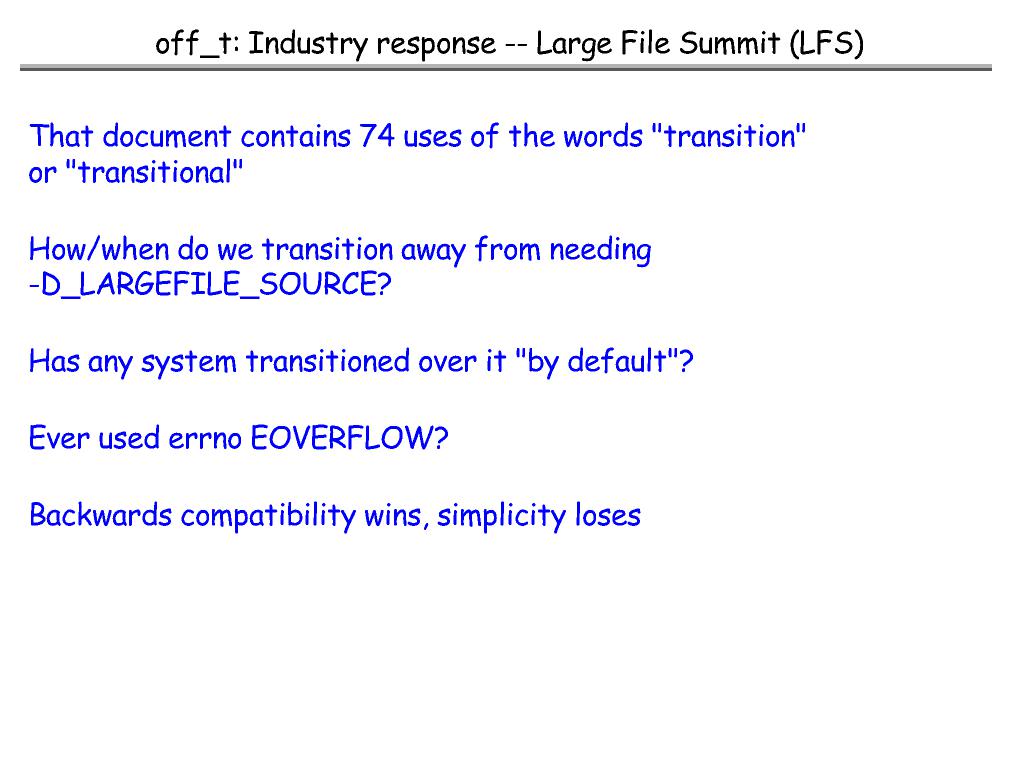 off_t: Industry response -- Large File Summit (LFS)
That document contains 74 uses of the words "transition"
or "transitional"
How/when do we transition away from needing
-D_LARGEFILE_SOURCE?
Has any system transitioned over it "by default"?
Ever used errno EOVERFLOW?
Backwards compatibility wins, simplicity loses